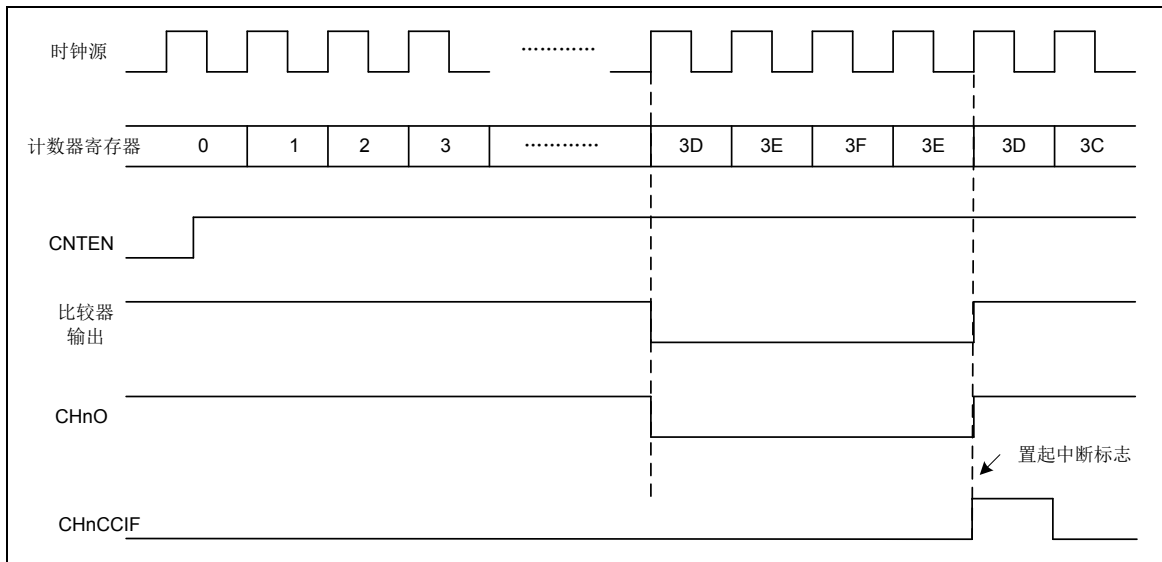 时钟源
…………
计数器寄存器 0 1 2 3 ………… 3D 3E 3F 3E 3D 3C
CNTEN
比较器
输出
CHnO
置起中断标志
CHnCCIF